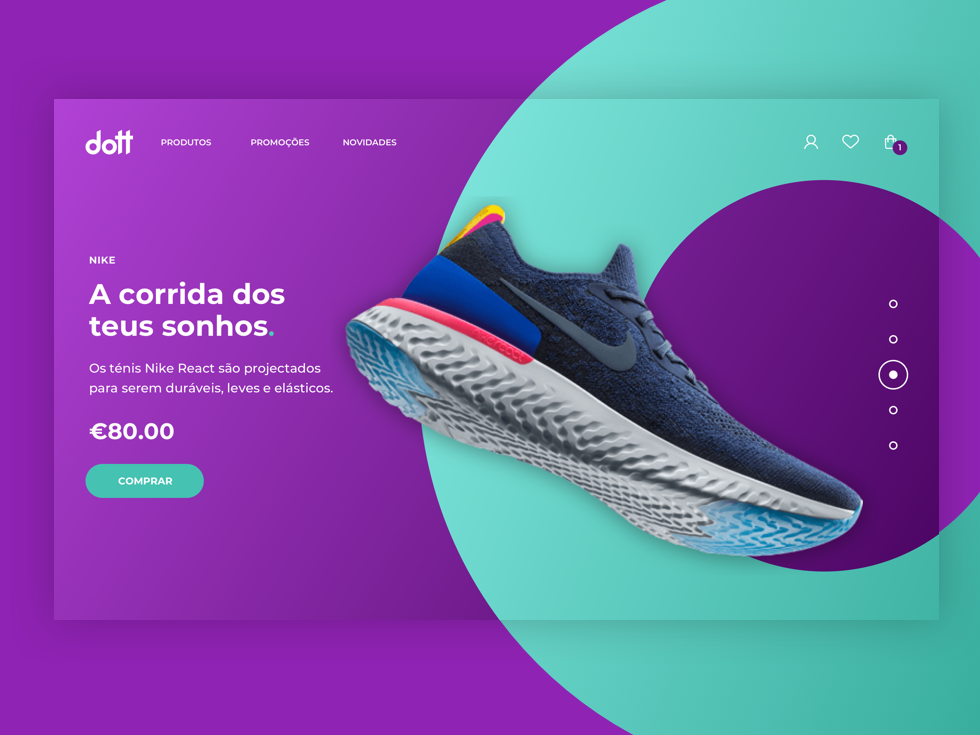 dott
PRODUTOS
PROMOÇÕES
NOVIDADES
1
NIKE
A corrida dos
teus sonhos.
Os ténis Nike React são projectados
para serem duráveis, leves e elásticos.
€80.00
COMPRAR